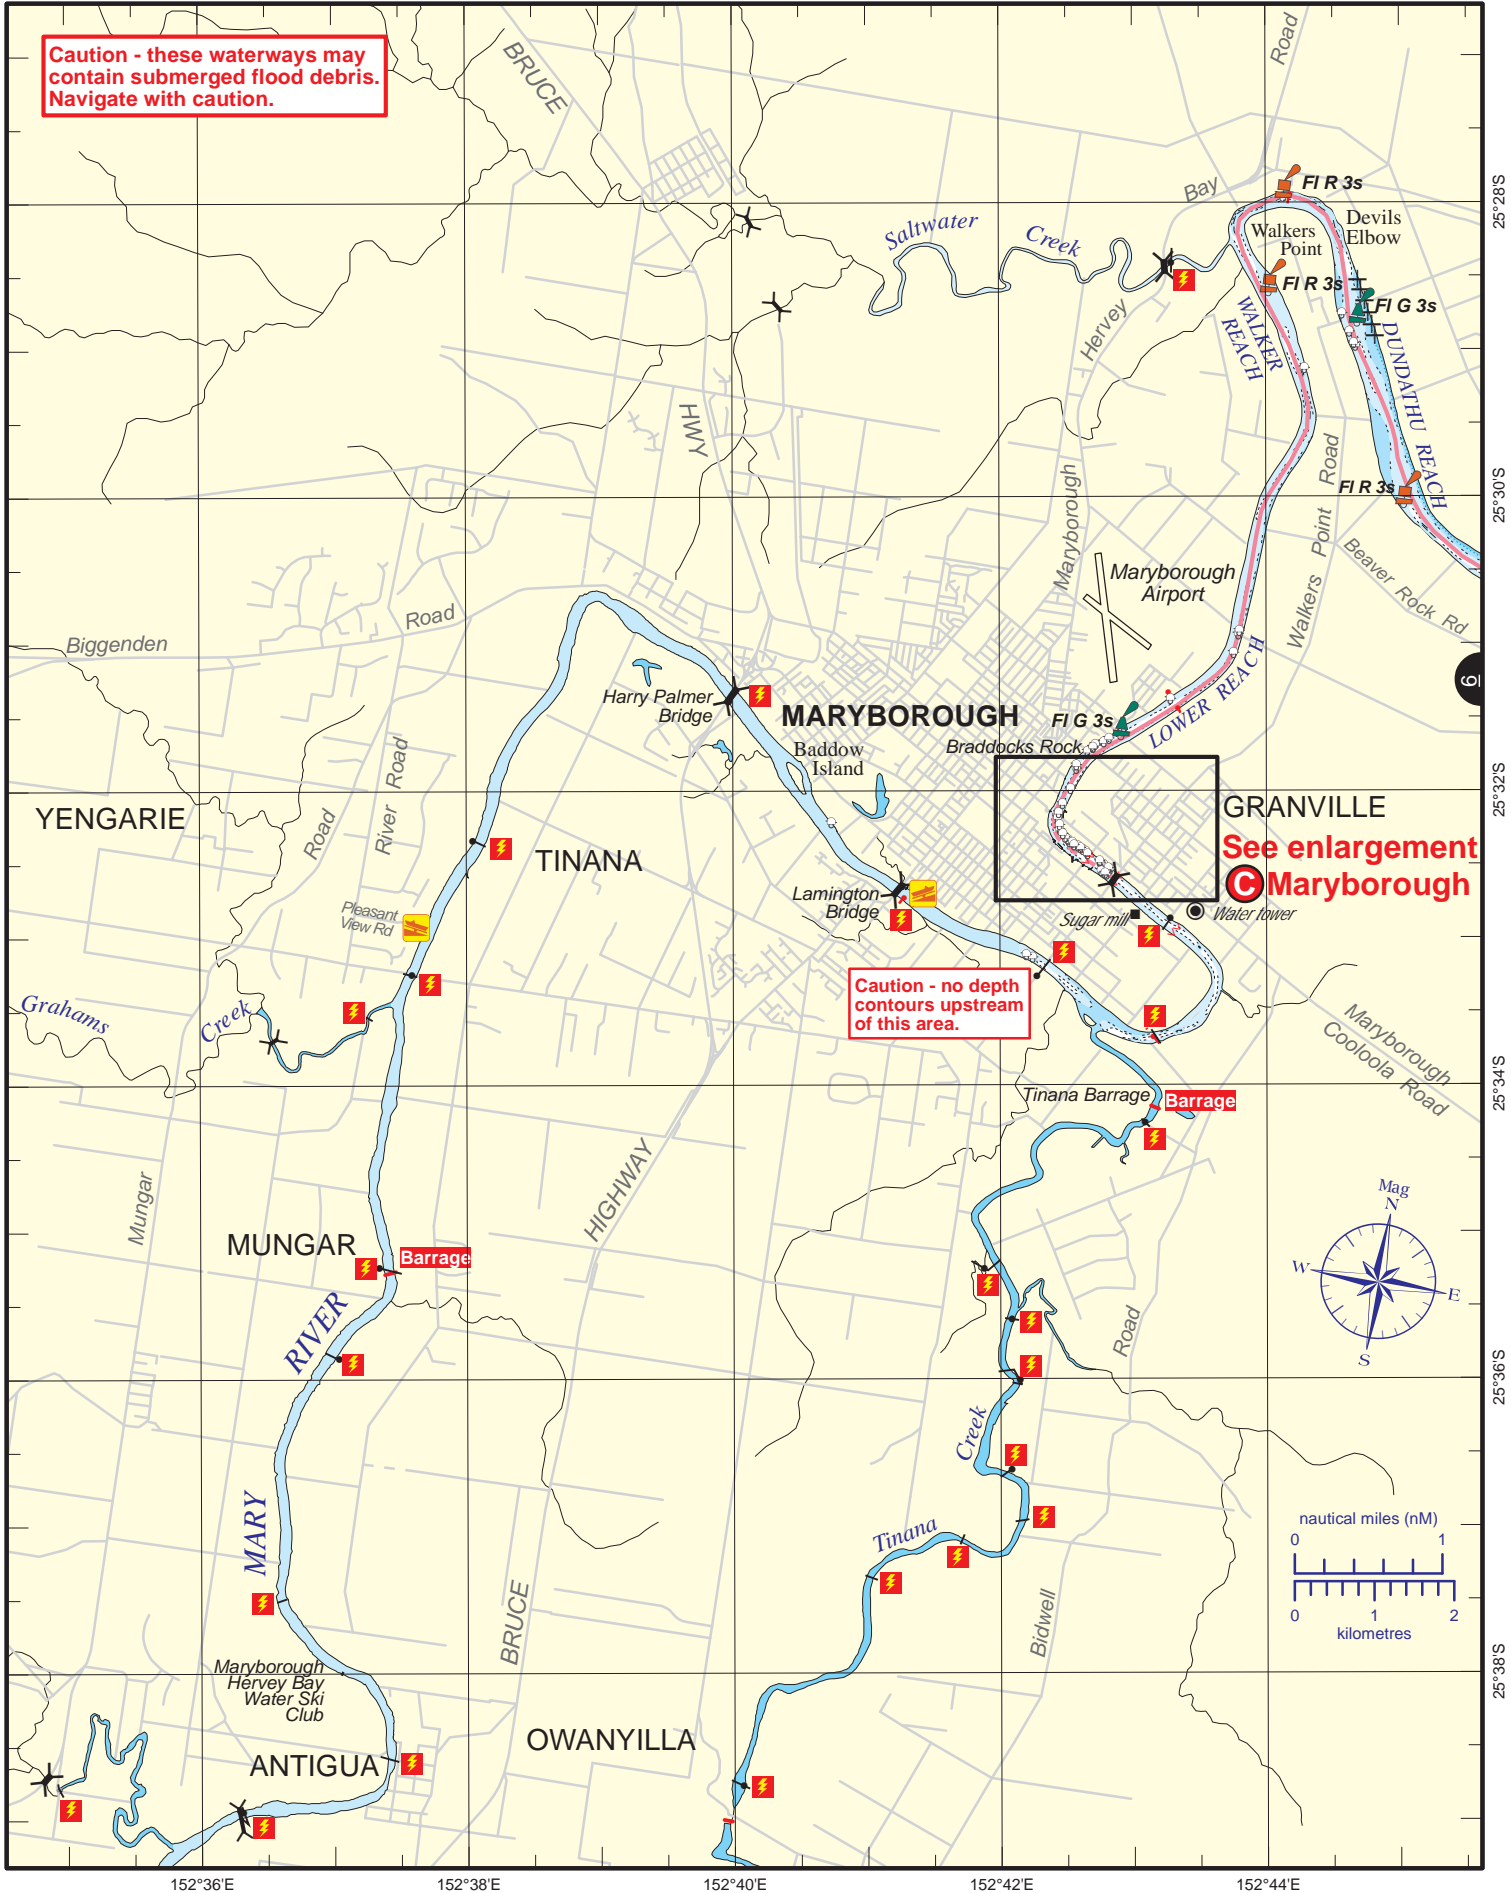 Caution - these waterways may
contain submerged flood debris.
Navigate with caution.
BRUCE
Road
Fl R 3s
25°28'S
Bay
Devils
Elbow
Saltwater
Creek
Walkers
Point
Fl R 3s
Fl G 3s
Hervey
WALKER
REACH
DUNDATHU REACH
HWY
Maryborough
Walkers Point Road
Fl R 3s
25°30'S
Beaver Rock Rd
Maryborough
Airport
Biggenden
Road
6
Harry Palmer
Bridge
MARYBOROUGH
Fl G 3s
LOWER REACH
Braddocks Rock
Baddow
Island
River Road
Road
25°32'S
YENGARIE
GRANVILLE
See enlargement
C Maryborough
TINANA
Lamington
Bridge
Pleasant
View Rd
Sugar mill
Water tower
Caution - no depth
contours upstream
of this area.
Grahams
Creek
Maryborough
Cooloola Road
25°34'S
Tinana Barrage
Barrage
Mungar
HIGHWAY
Mag
N
W
E
S
MUNGAR
Barrage
RIVER
Road
25°36'S
Creek
MARY
nautical miles (nM)
0 1
Tinana
0 1 2
kilometres
BRUCE
Bidwell
Maryborough
Hervey Bay
Water Ski
Club
25°38'S
OWANYILLA
ANTIGUA
152°36'E 152°38'E 152°40'E 152°42'E 152°44'E